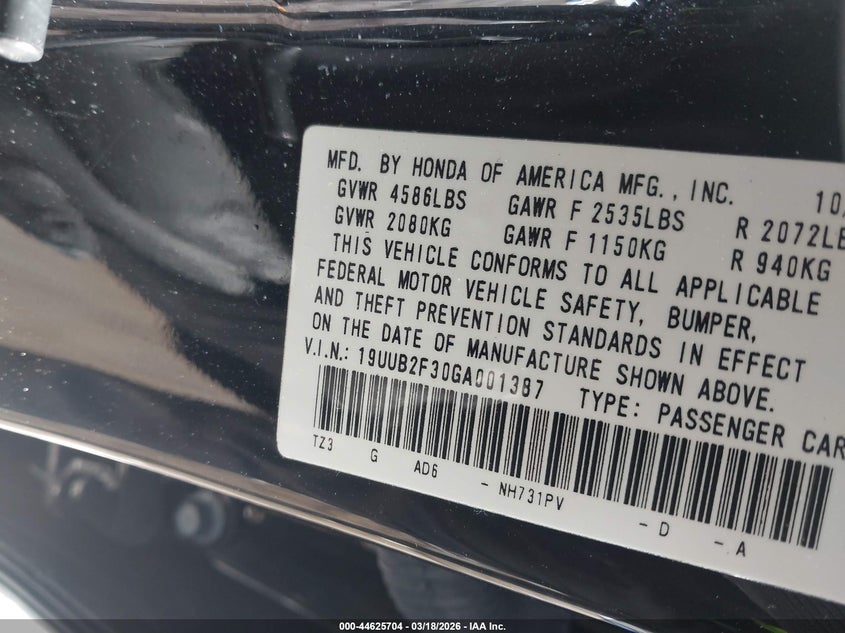 MFD. BY HONDA OF AMERICA MFG., INC. 10/
GVWR 4586LBS GAWR F 2535LBS R 2072LB
GVWR 2080KG GAWR F 1150KG R 940KG
THIS VEHICLE CONFORMS TO ALL APPLICABLE
FEDERAL MOTOR VEHICLE SAFETY, BUMPER,
AND THEFT PREVENTION STANDARDS IN EFFECT
ON THE DATE OF MANUFACTURE SHOWN ABOVE.
V.I.N.: 19UUB2F30GA001387 TYPE: PASSENGER CAR
TZ3 G AD6 - NH731PV - D - A
000-44625704 — 03/18/2026 — IAA Inc.